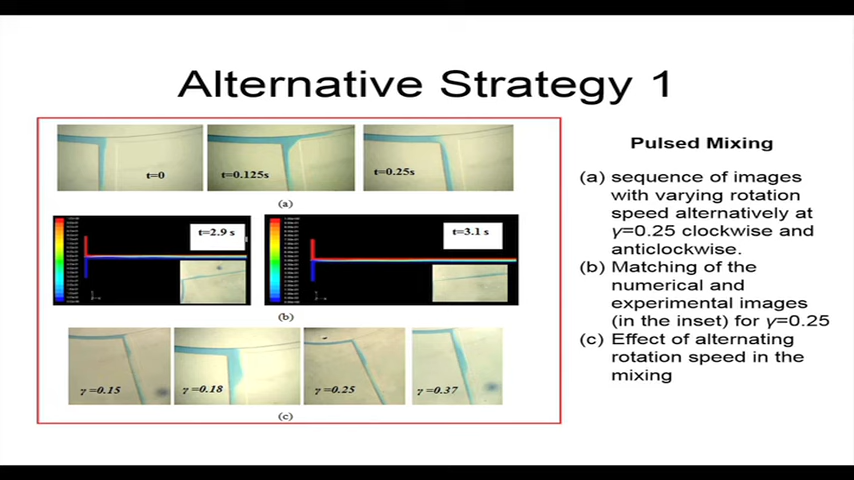 Alternative Strategy 1
t=0
t=0.125s
t=0.25s
(a)
t=2.9 s
t=3.1 s
(b)
γ =0.15
γ =0.18
γ =0.25
γ =0.37
(c)
Pulsed Mixing
(a) sequence of images
with varying rotation
speed alternatively at
γ=0.25 clockwise and
anticlockwise.
(b) Matching of the
numerical and
experimental images
(in the inset) for γ=0.25
(c) Effect of alternating
rotation speed in the
mixing